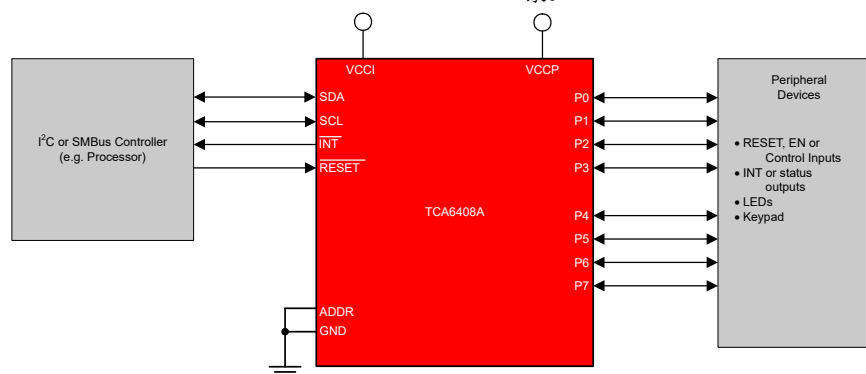 VCCI
VCCP
SDA
SCL
INT
RESET
I²C or SMBus Controller
(e.g. Processor)
TCA6408A
ADDR
GND
P0
P1
P2
P3
P4
P5
P6
P7
Peripheral
Devices
• RESET, EN or
Control Inputs
• INT or status
outputs
• LEDs
• Keypad